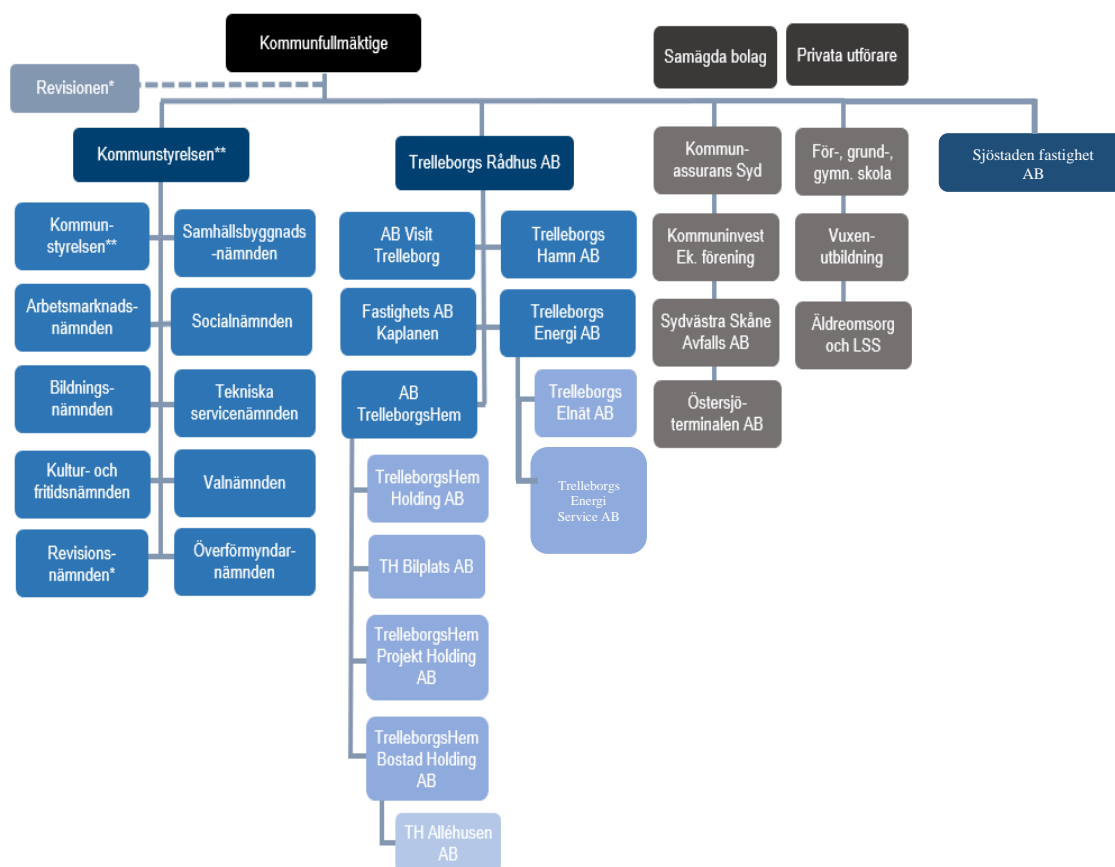 Kommunfullmäktige
Samägda bolag
Privata utförare
Revisionen*
Kommunstyrelsen**
Trelleborgs Rådhus AB
Kommun-
assurans Syd
För-, grund-,
gymn. skola
Sjöstaden fastighet
AB
Kommun-
styrelsen**
Samhällsbyggnads
-nämnden
AB Visit
Trelleborg
Trelleborgs
Hamn AB
Kommuninvest
Ek. förening
Vuxen-
utbildning
Arbetsmarknads-
nämnden
Socialnämnden
Fastighets AB
Kaplanen
Trelleborgs
Energi AB
Sydvästra Skåne
Avfalls AB
Äldreomsorg
och LSS
Bildnings-
nämnden
Tekniska
servicenämnden
AB
TrelleborgsHem
Trelleborgs
Elnät AB
Östersjö-
terminalen AB
Kultur- och
fritidsnämnden
Valnämnden
TrelleborgsHem
Holding AB
Trelleborgs
Energi
Service AB
Revisions-
nämnden*
Överförmyndar-
nämnden
TH Bilplats AB
TrelleborgsHem
Projekt Holding
AB
TrelleborgsHem
Bostad Holding
AB
TH Alléhusen
AB